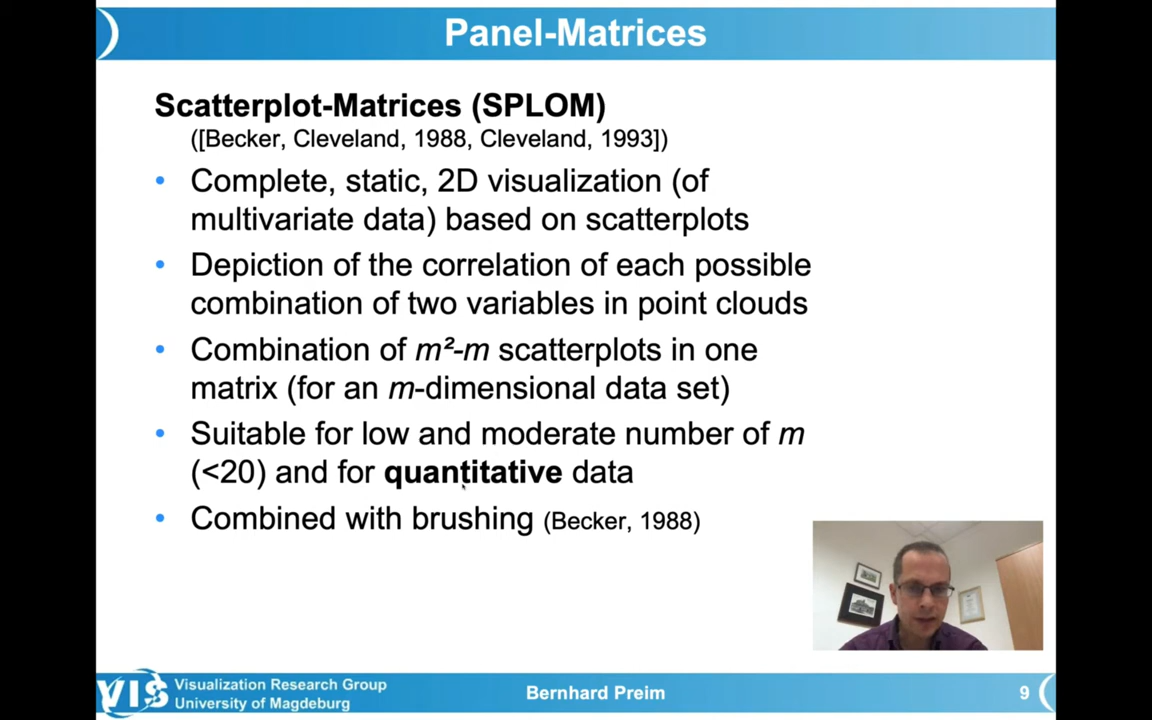 Panel-Matrices
Scatterplot-Matrices (SPLOM)
([Becker, Cleveland, 1988, Cleveland, 1993])
• Complete, static, 2D visualization (of
multivariate data) based on scatterplots
• Depiction of the correlation of each possible
combination of two variables in point clouds
• Combination of m²-m scatterplots in one
matrix (for an m-dimensional data set)
• Suitable for low and moderate number of m
(<20) and for quantitative data
• Combined with brushing (Becker, 1988)
VIS
Visualization Research Group
University of Magdeburg
Bernhard Preim
9